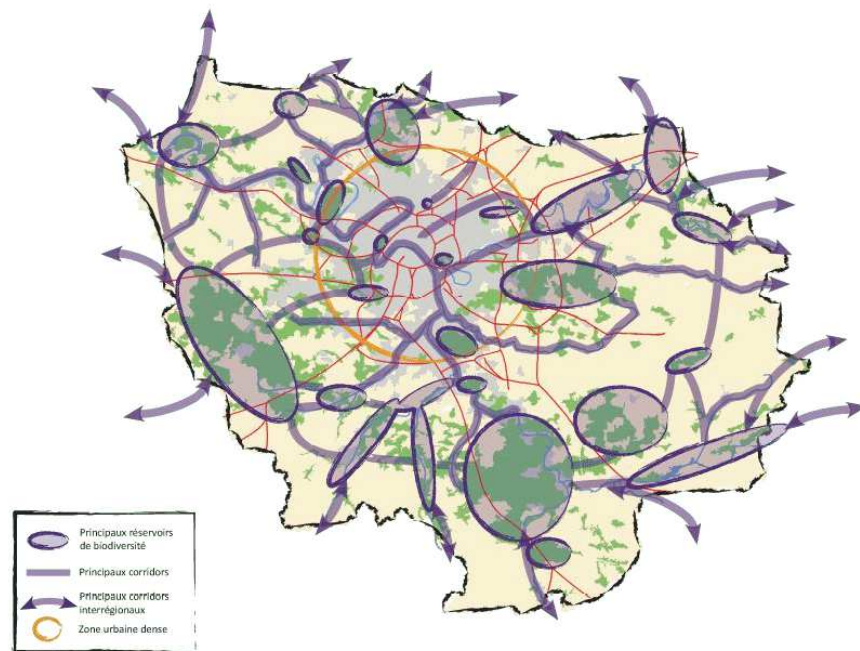 Principaux réservoirs
de biodiversité
Principaux corridors
Principaux corridors
interrégionaux
Zone urbaine dense